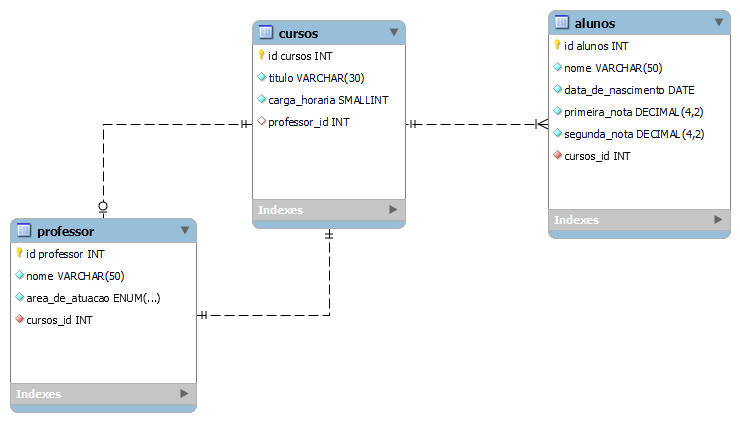 cursos
id cursos INT
titulo VARCHAR(30)
carga_horaria SMALLINT
professor_id INT
Indexes
alunos
id alunos INT
nome VARCHAR(50)
data_de_nascimento DATE
primeira_nota DECIMAL(4,2)
segunda_nota DECIMAL(4,2)
cursos_id INT
Indexes
professor
id professor INT
nome VARCHAR(50)
area_de_atuacao ENUM(...)
cursos_id INT
Indexes